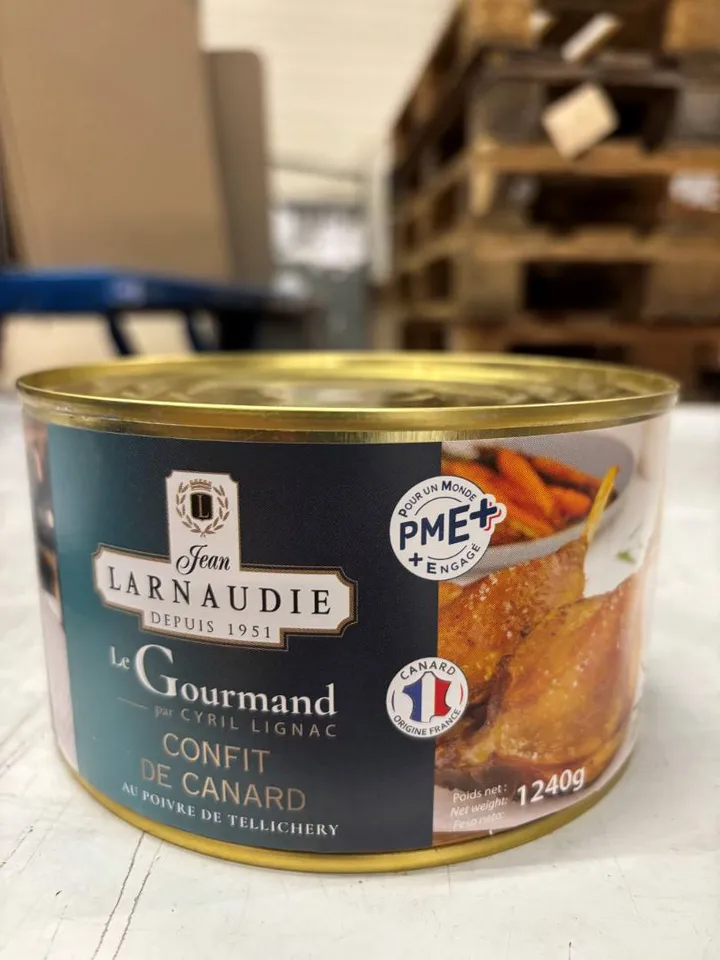 L
Jean
LARNAUDIE
DEPUIS 1951
Le Gourmand
par CYRIL LIGNAC
CONFIT
DE CANARD
AU POIVRE DE TELLICHERY
POUR UN MONDE
PME+
+ ENGAGÉ
CANARD
ORIGINE FRANCE
Poids net :
Net weight: 1240g
Peso neto: